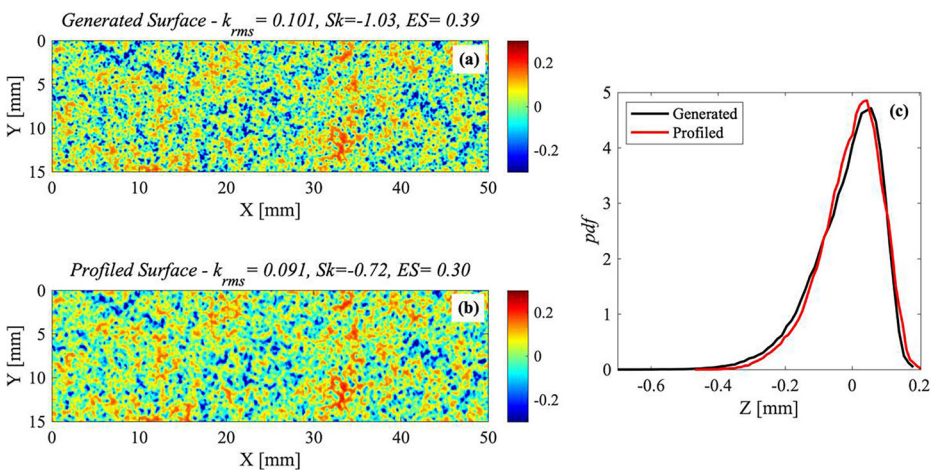 Generated Surface - k_rms = 0.101, Sk=-1.03, ES= 0.39
0
5
10
15
Y [mm]
(a)
0.2
0
-0.2
0 10 20 30 40 50
X [mm]
Profiled Surface - k_rms = 0.091, Sk=-0.72, ES= 0.30
0
5
10
15
Y [mm]
(b)
0.2
0
-0.2
0 10 20 30 40 50
X [mm]
5
4
3
2
1
0
pdf
Generated
Profiled
(c)
-0.6 -0.4 -0.2 0 0.2
Z [mm]